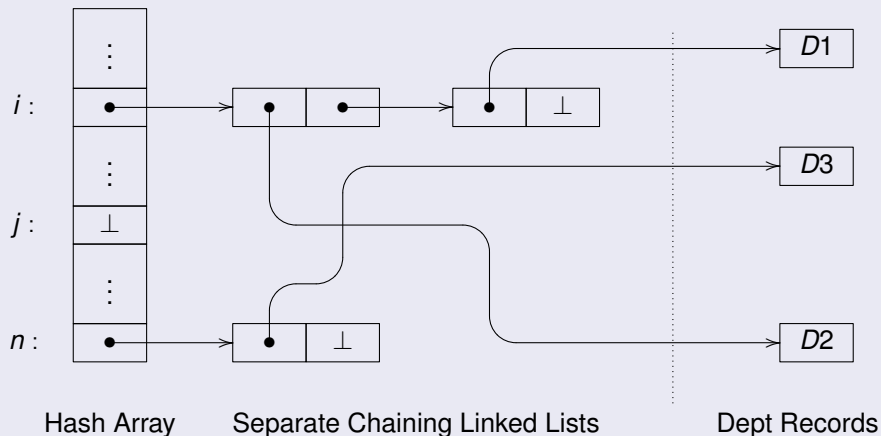 ⋮
D1
i :
⊥
⋮
D3
j :
⊥
⋮
n :
⊥
D2
Hash Array
Separate Chaining Linked Lists
Dept Records